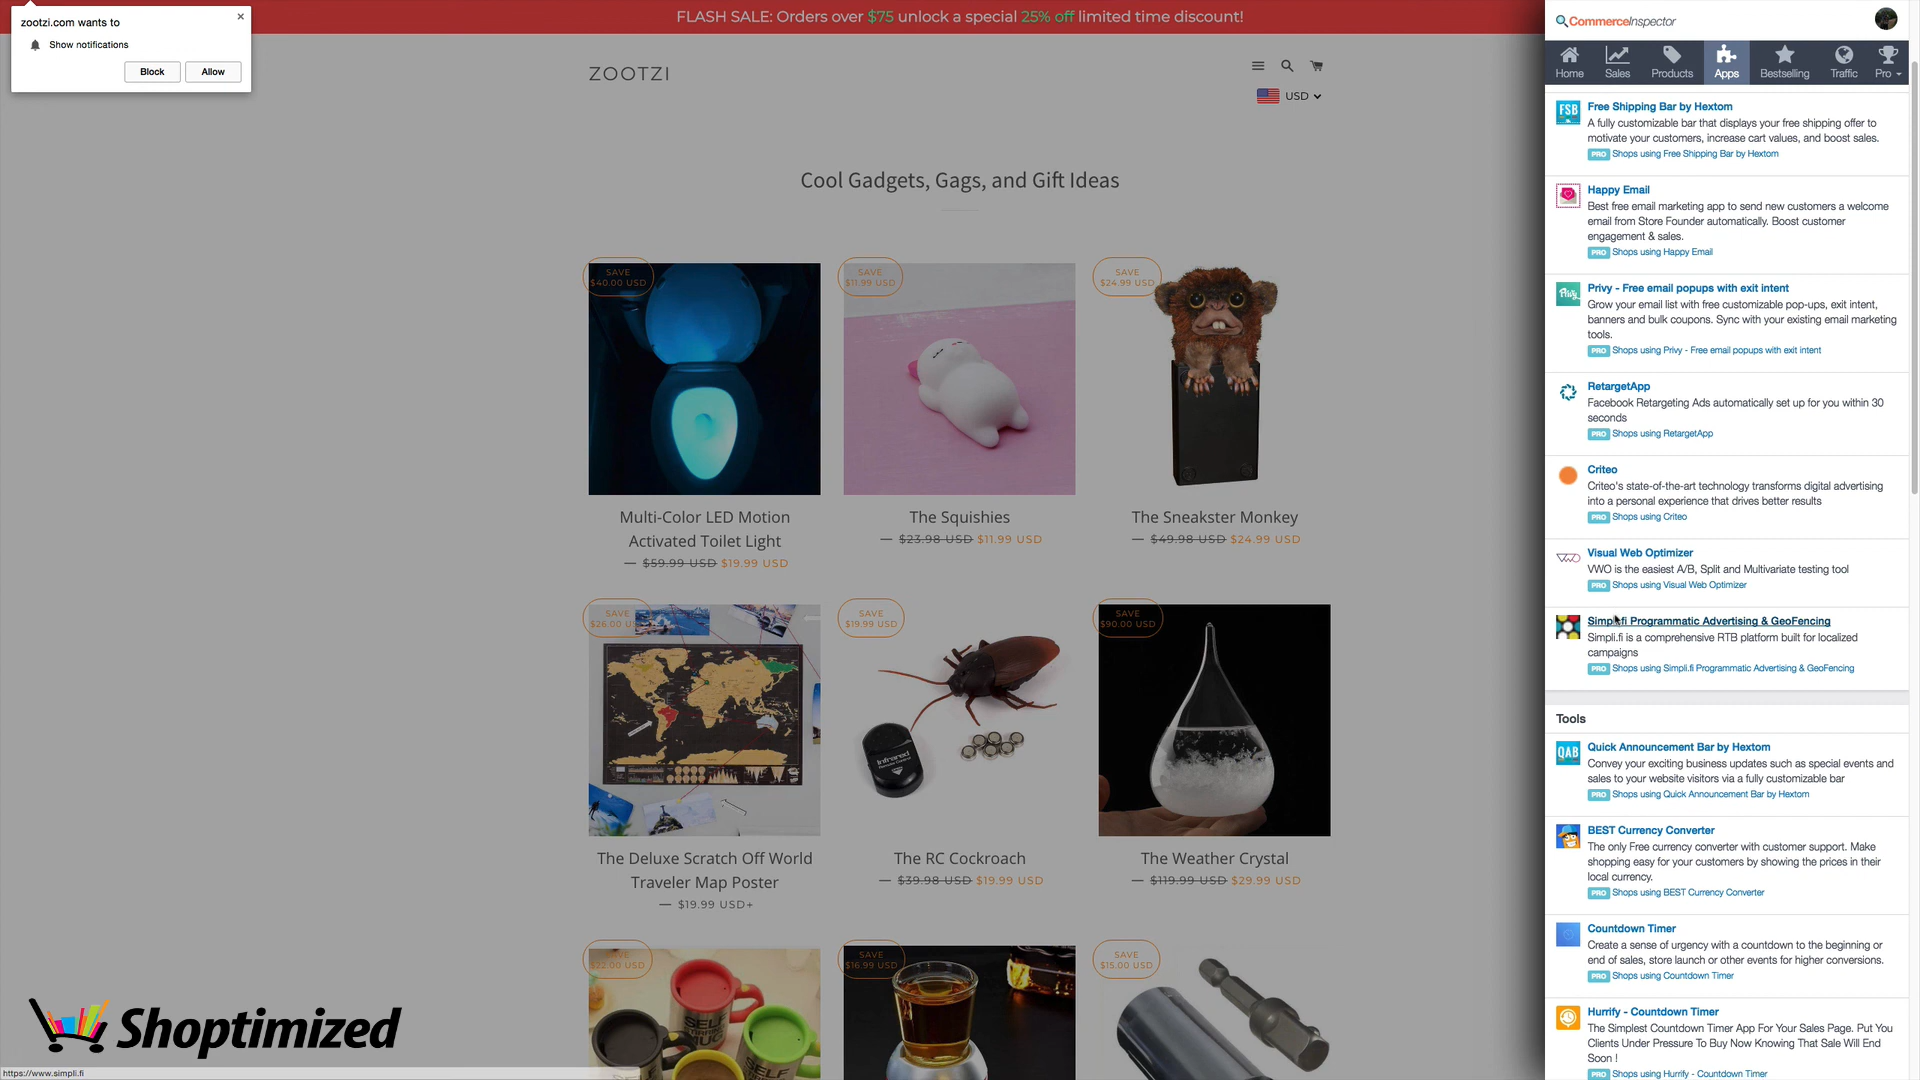 zootzi.com wants to
×
Show notifications
Block
Allow
FLASH SALE: Orders over $75 unlock a special 25% off limited time discount!
ZOOTZI
USD
Cool Gadgets, Gags, and Gift Ideas
SAVE
$40.00 USD
SAVE
$11.99 USD
SAVE
$24.99 USD
Multi-Color LED Motion
Activated Toilet Light
— $59.99 USD $19.99 USD
The Squishies
— $23.98 USD $11.99 USD
The Sneakster Monkey
— $49.98 USD $24.99 USD
SAVE
$26.00 US
SAVE
$19.99 USD
SAVE
$90.00 USD
Infrared
The Deluxe Scratch Off World
Traveler Map Poster
— $19.99 USD+
The RC Cockroach
— $39.98 USD $19.99 USD
The Weather Crystal
— $119.99 USD $29.99 USD
SAVE
$22.00 USD
SAVE
$16.99 USD
SAVE
$15.00 USD
SELF
SELF
Shoptimized
https://www.simpli.fi
CommerceInspector
Home
Sales
Products
Apps
Bestselling
Traffic
Pro
FSB
Free Shipping Bar by Hextom
A fully customizable bar that displays your free shipping offer to
motivate your customers, increase cart values, and boost sales.
PRO Shops using Free Shipping Bar by Hextom
Happy Email
Best free email marketing app to send new customers a welcome
email from Store Founder automatically. Boost customer
engagement & sales.
PRO Shops using Happy Email
Privy
Privy - Free email popups with exit intent
Grow your email list with free customizable pop-ups, exit intent,
banners and bulk coupons. Sync with your existing email marketing
tools.
PRO Shops using Privy - Free email popups with exit intent
RetargetApp
Facebook Retargeting Ads automatically set up for you within 30
seconds
PRO Shops using RetargetApp
Criteo
Criteo's state-of-the-art technology transforms digital advertising
into a personal experience that drives better results
PRO Shops using Criteo
Visual Web Optimizer
VWO is the easiest A/B, Split and Multivariate testing tool
PRO Shops using Visual Web Optimizer
Simpli.fi Programmatic Advertising & GeoFencing
Simpli.fi is a comprehensive RTB platform built for localized
campaigns
PRO Shops using Simpli.fi Programmatic Advertising & GeoFencing
Tools
QAB
Quick Announcement Bar by Hextom
Convey your exciting business updates such as special events and
sales to your website visitors via a fully customizable bar
PRO Shops using Quick Announcement Bar by Hextom
BEST Currency Converter
The only Free currency converter with customer support. Make
shopping easy for your customers by showing the prices in their
local currency.
PRO Shops using BEST Currency Converter
Countdown Timer
Create a sense of urgency with a countdown to the beginning or
end of sales, store launch or other events for higher conversions.
PRO Shops using Countdown Timer
Hurrify - Countdown Timer
The Simplest Countdown Timer App For Your Sales Page. Put You
Clients Under Pressure To Buy Now Knowing That Sale Will End
Soon !
PRO Shops using Hurrify - Countdown Timer